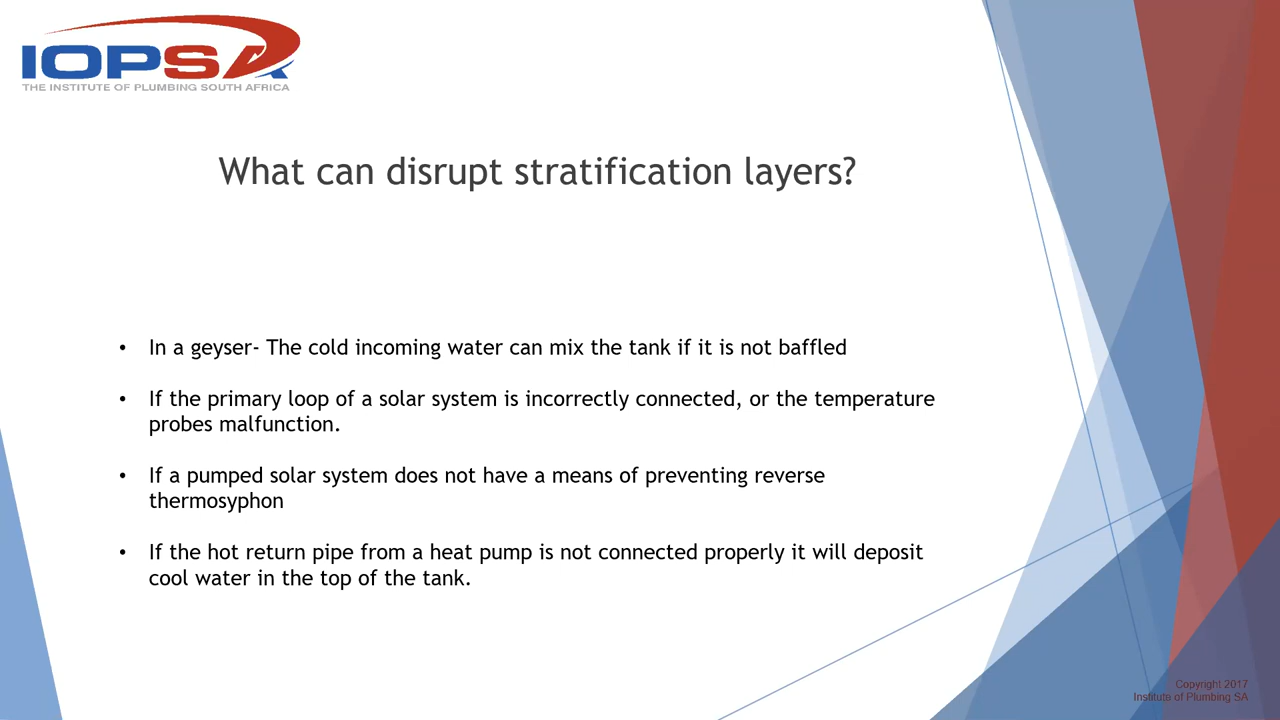 IOPSA
THE INSTITUTE OF PLUMBING SOUTH AFRICA
What can disrupt stratification layers?
• In a geyser- The cold incoming water can mix the tank if it is not baffled
• If the primary loop of a solar system is incorrectly connected, or the temperature
probes malfunction.
• If a pumped solar system does not have a means of preventing reverse
thermosyphon
• If the hot return pipe from a heat pump is not connected properly it will deposit
cool water in the top of the tank.
Copyright 2017
Institute of Plumbing SA